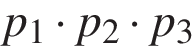 p₁ · p₂ · p₃